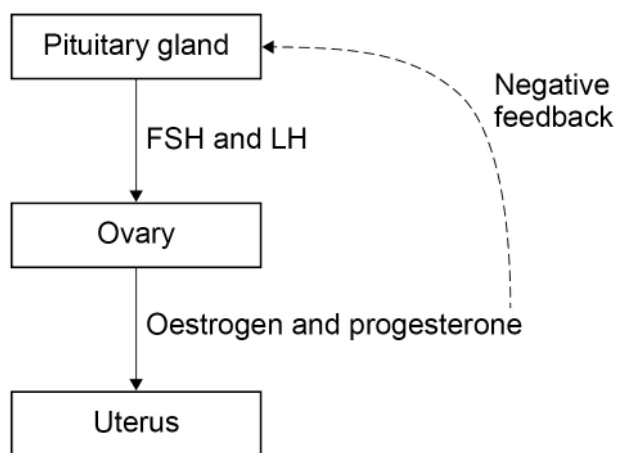 Pituitary gland
Negative
feedback
FSH and LH
Ovary
Oestrogen and progesterone
Uterus